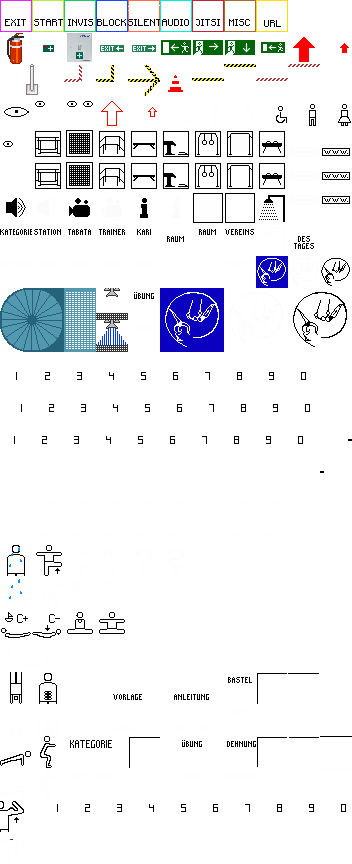 EXIT START INVIS BLOCK SILENT AUDIO JITSI MISC URL
EXIT EXIT
KATEGORIE STATION TABATA TRAINER KARI RAUM RAUM VEREINS DES
TAGES
ÜBUNG
1 2 3 4 5 6 7 8 9 0
1 2 3 4 5 6 7 8 9 0
1 2 3 4 5 6 7 8 9 0 -
-
C+ C-
BASTEL
VORLAGE ANLEITUNG
KATEGORIE ÜBUNG DEHNUNG
1 2 3 4 5 6 7 8 9 0
-